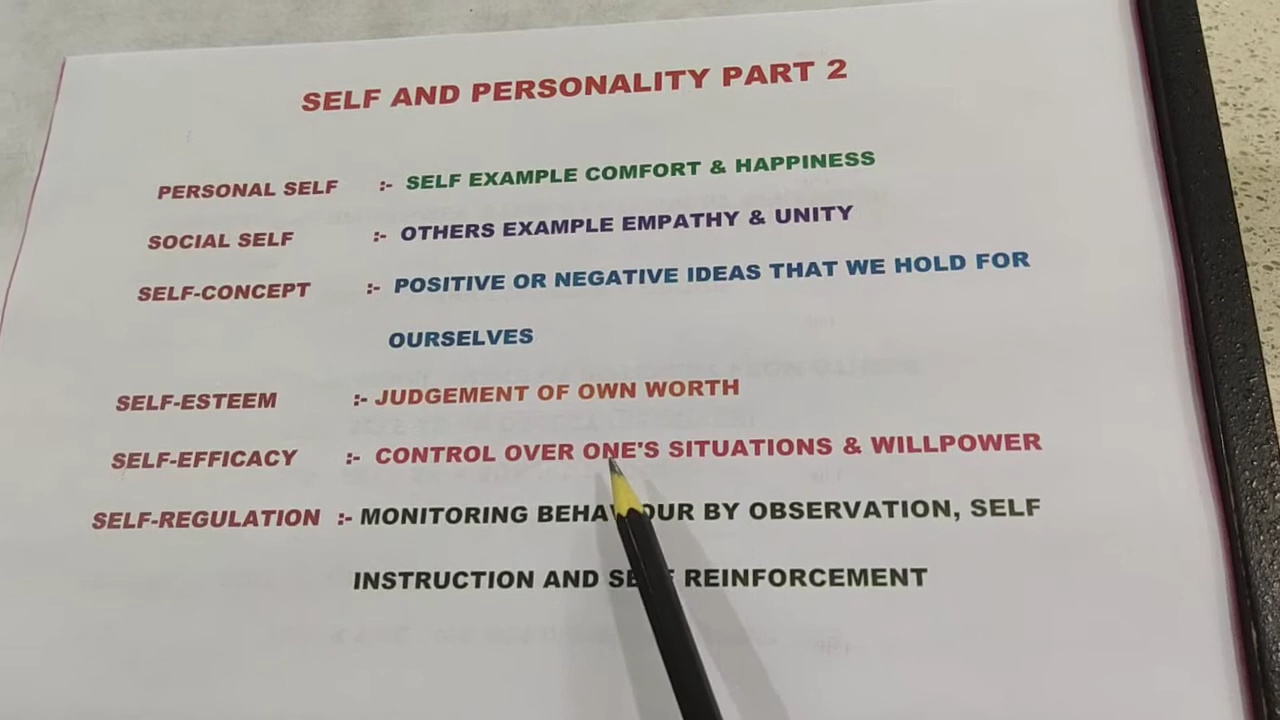 SELF AND PERSONALITY PART 2
PERSONAL SELF :- SELF EXAMPLE COMFORT & HAPPINESS
SOCIAL SELF :- OTHERS EXAMPLE EMPATHY & UNITY
SELF-CONCEPT :- POSITIVE OR NEGATIVE IDEAS THAT WE HOLD FOR
OURSELVES
SELF-ESTEEM :- JUDGEMENT OF OWN WORTH
SELF-EFFICACY :- CONTROL OVER ONE'S SITUATIONS & WILLPOWER
SELF-REGULATION :- MONITORING BEHAVIOUR BY OBSERVATION, SELF
INSTRUCTION AND SELF REINFORCEMENT